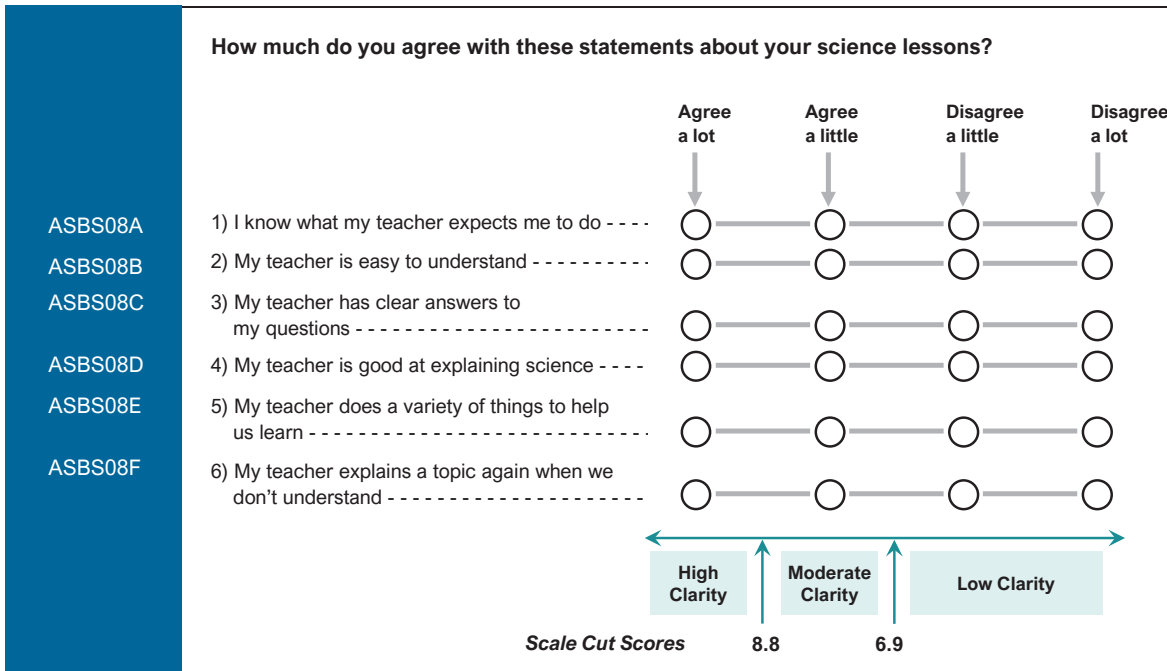 How much do you agree with these statements about your science lessons?
Agree a lot
Agree a little
Disagree a little
Disagree a lot
ASBS08A
1) I know what my teacher expects me to do - - - -
ASBS08B
2) My teacher is easy to understand - - - - - - - - - - -
ASBS08C
3) My teacher has clear answers to
my questions - - - - - - - - - - - - - - - - - - - - - - - - - - -
ASBS08D
4) My teacher is good at explaining science - - - -
ASBS08E
5) My teacher does a variety of things to help
us learn - - - - - - - - - - - - - - - - - - - - - - - - - - - - -
ASBS08F
6) My teacher explains a topic again when we
don’t understand - - - - - - - - - - - - - - - - - - - - - -
High Clarity
Moderate Clarity
Low Clarity
Scale Cut Scores 8.8 6.9